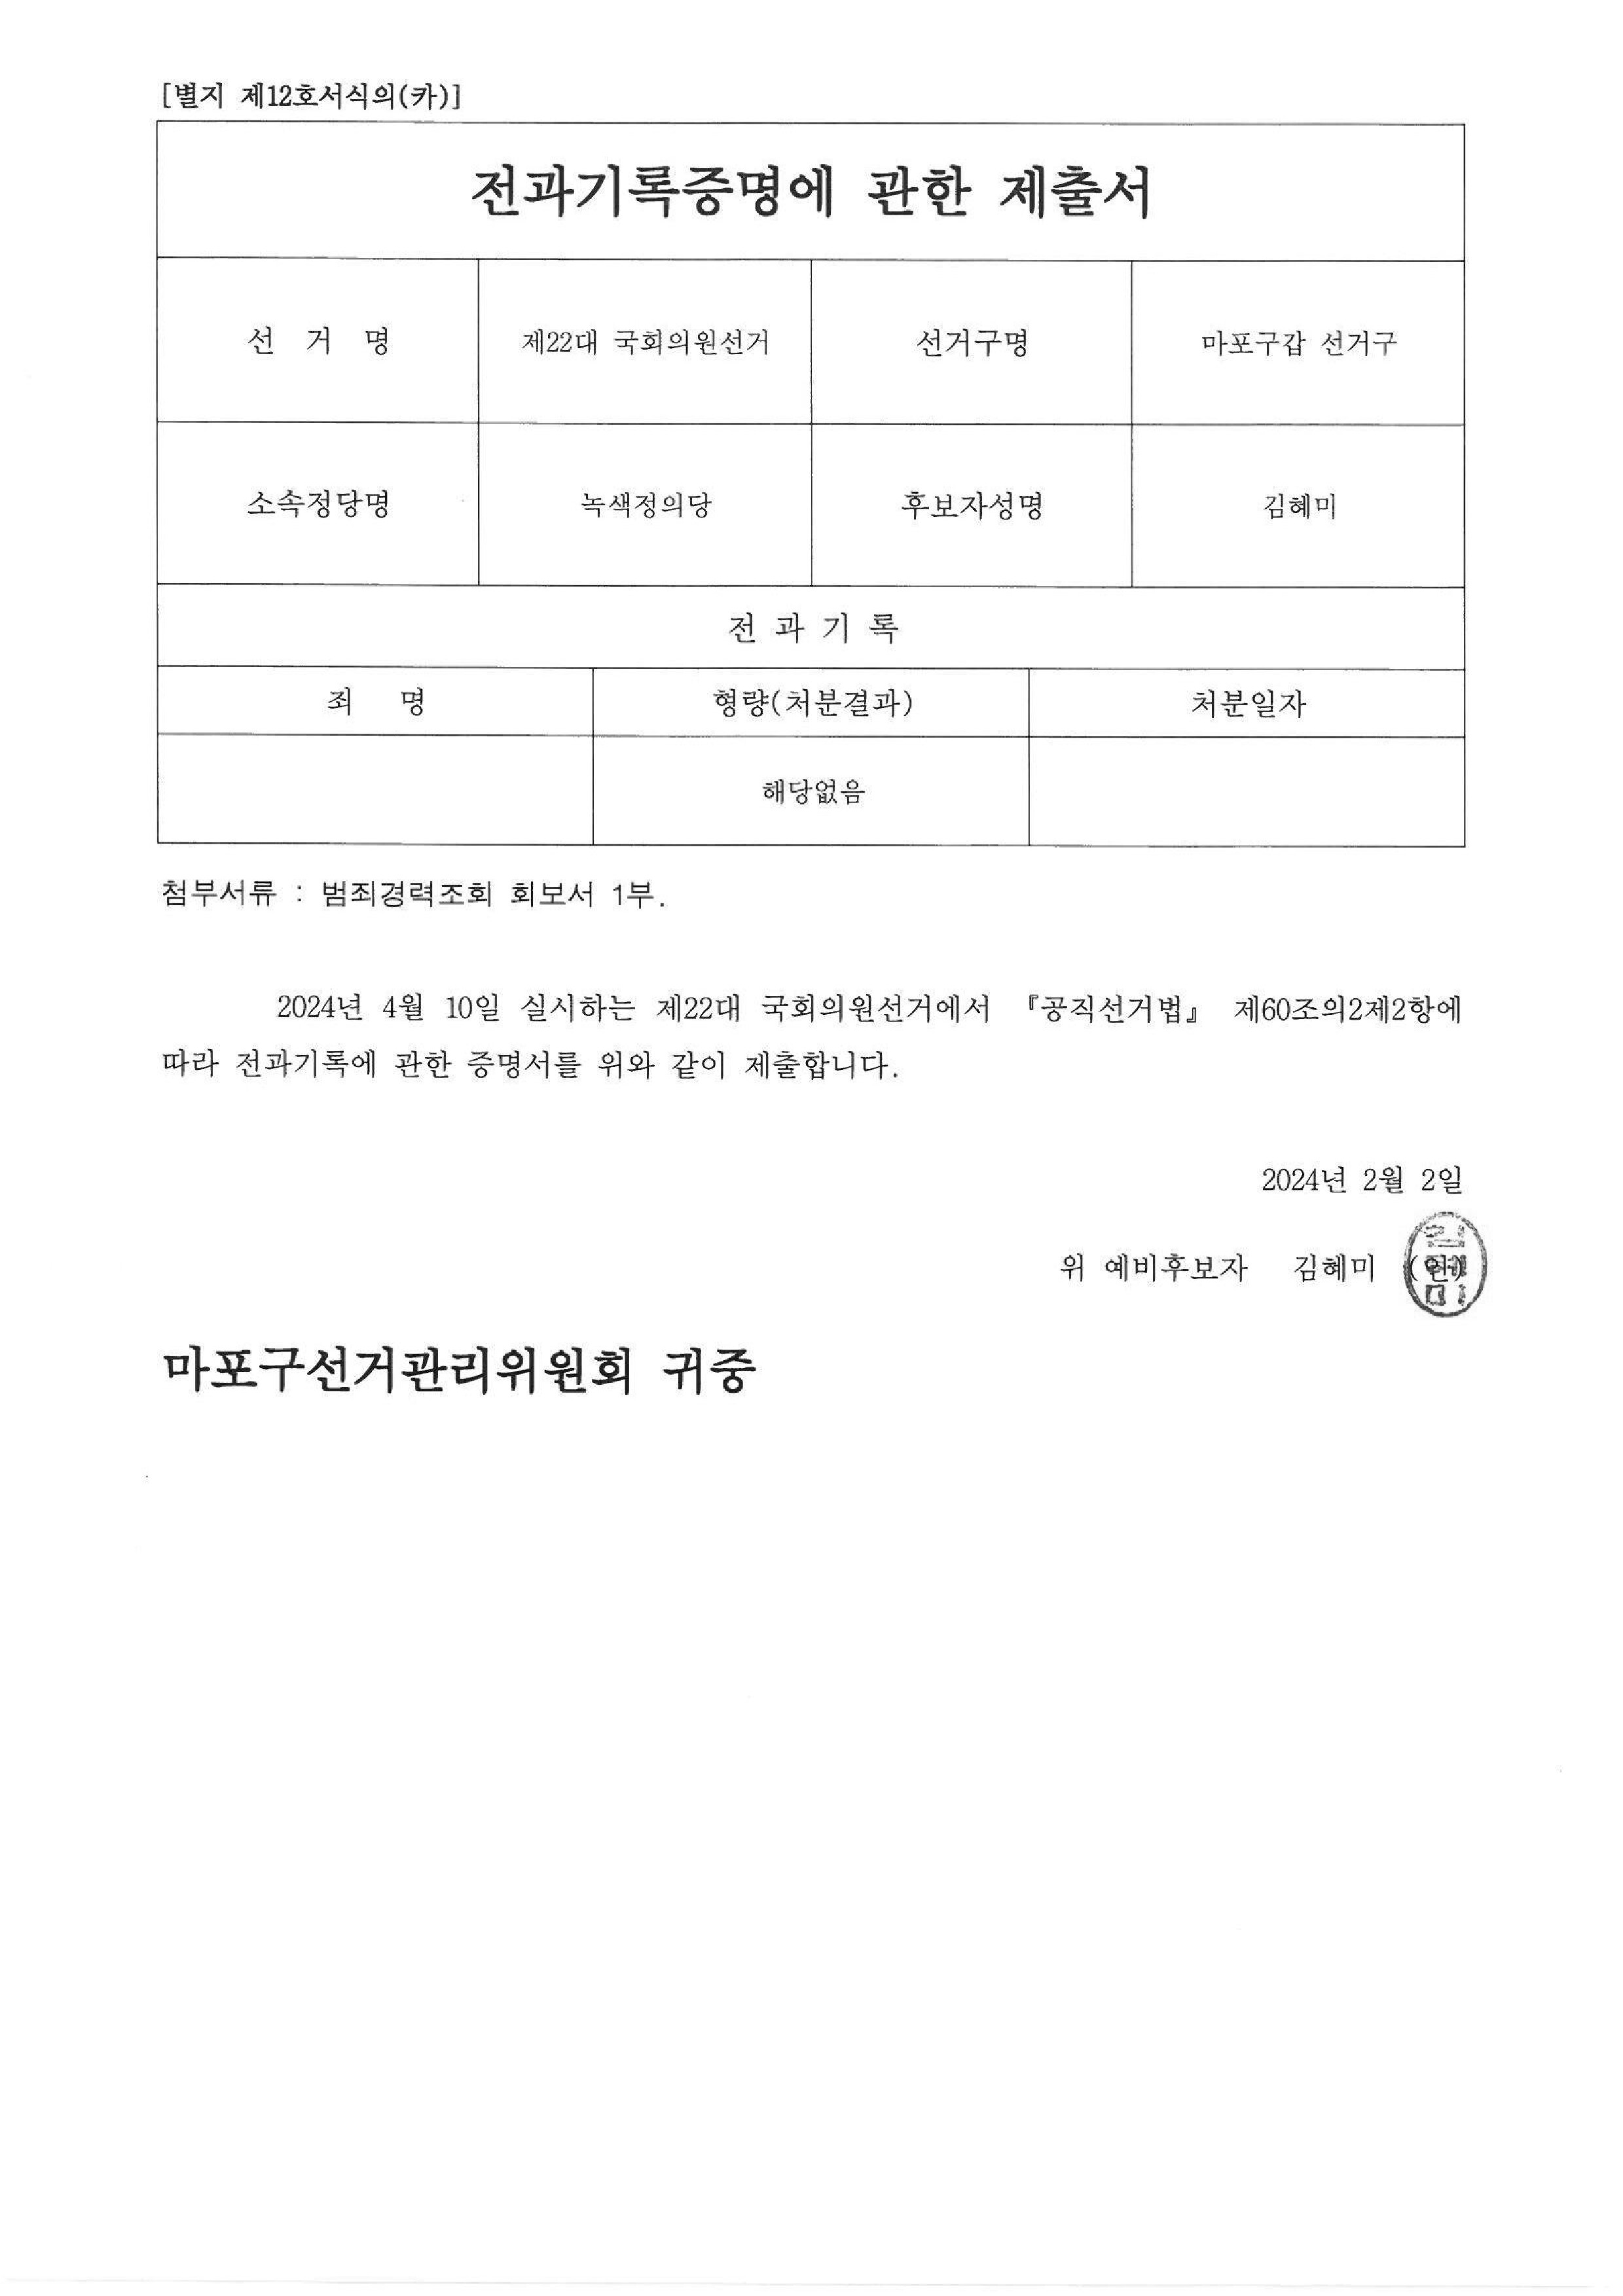 [별지 제12호서식의(카)]
전과기록증명에 관한 제출서
선 거 명 제22대 국회의원선거 선거구명 마포구갑 선거구
소속정당명 녹색정의당 후보자성명 김혜미
전 과 기 록
죄 명 형량(처분결과) 처분일자
해당없음
첨부서류 : 범죄경력조회 회보서 1부.
2024년 4월 10일 실시하는 제22대 국회의원선거에서 『공직선거법』 제60조의2제2항에
따라 전과기록에 관한 증명서를 위와 같이 제출합니다.
2024년 2월 2일
위 예비후보자 김혜미 (인)
김혜미
마포구선거관리위원회 귀중